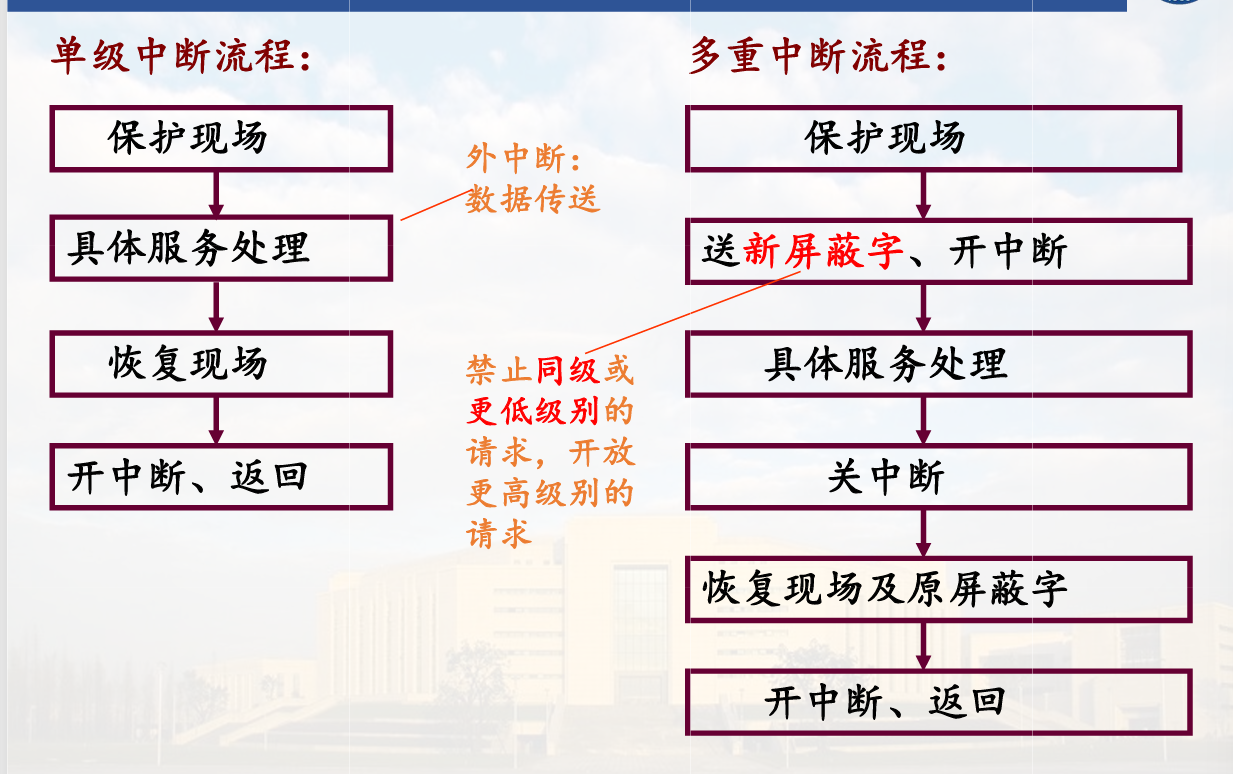 单级中断流程：
保护现场
具体服务处理
恢复现场
开中断、返回
外中断：
数据传送
禁止同级或
更低级别的
请求，开放
更高级别的
请求
多重中断流程：
保护现场
送新屏蔽字、开中断
具体服务处理
关中断
恢复现场及原屏蔽字
开中断、返回